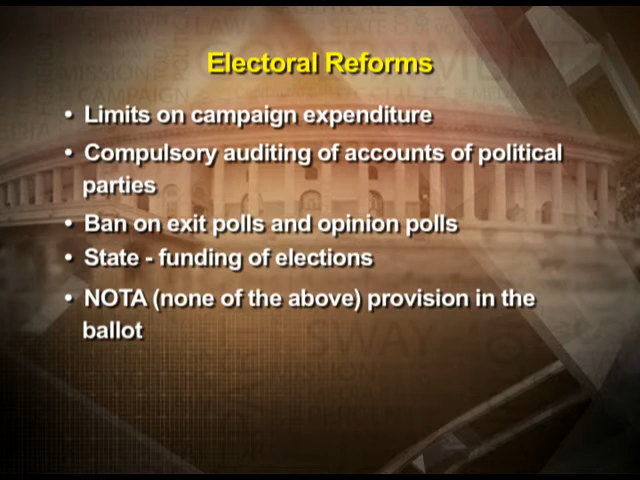 Electoral Reforms
• Limits on campaign expenditure
• Compulsory auditing of accounts of political
parties
• Ban on exit polls and opinion polls
• State - funding of elections
• NOTA (none of the above) provision in the
ballot
SWAY